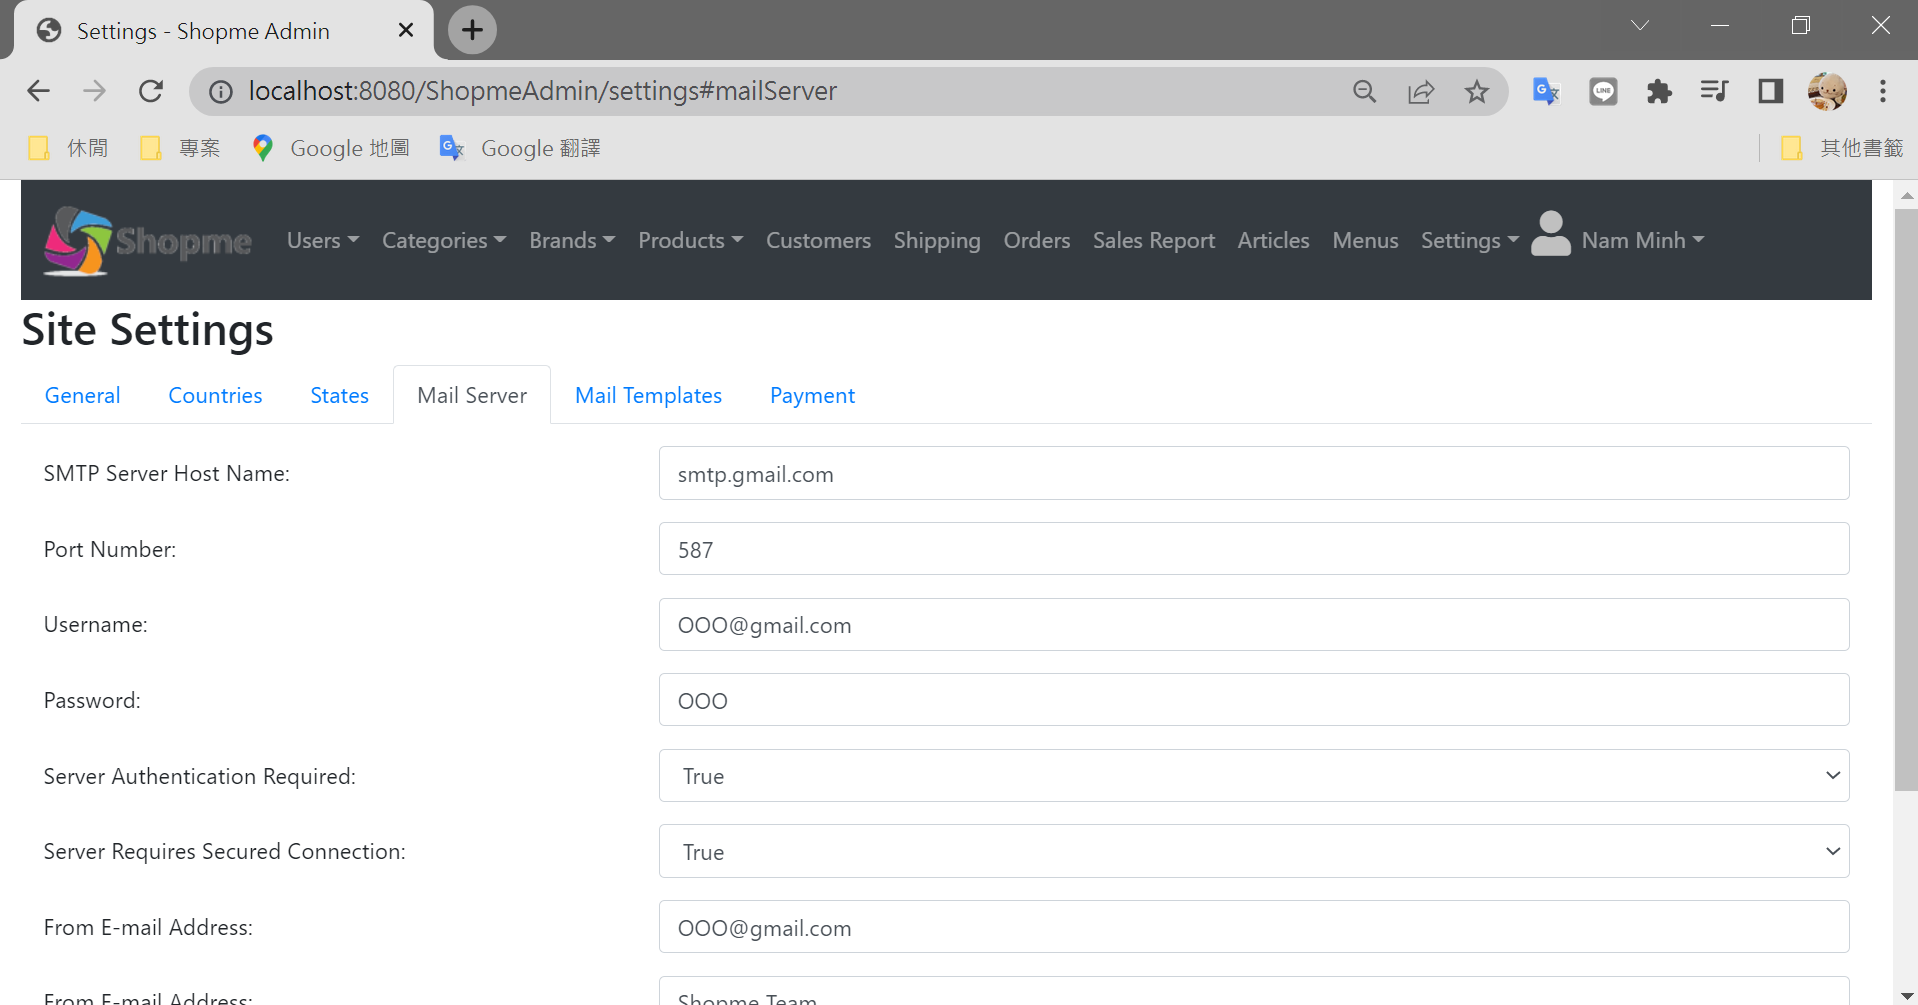 Settings - Shopme Admin
localhost:8080/ShopmeAdmin/settings#mailServer
LINE
休閒 專案 Google 地圖 Google 翻譯 其他書籤
Shopme Users Categories Brands Products Customers Shipping Orders Sales Report Articles Menus Settings Nam Minh
Site Settings
General Countries States Mail Server Mail Templates Payment
SMTP Server Host Name: smtp.gmail.com
Port Number: 587
Username: OOO@gmail.com
Password: OOO
Server Authentication Required: True
Server Requires Secured Connection: True
From E-mail Address: OOO@gmail.com
From E-mail Address: Shopme Team